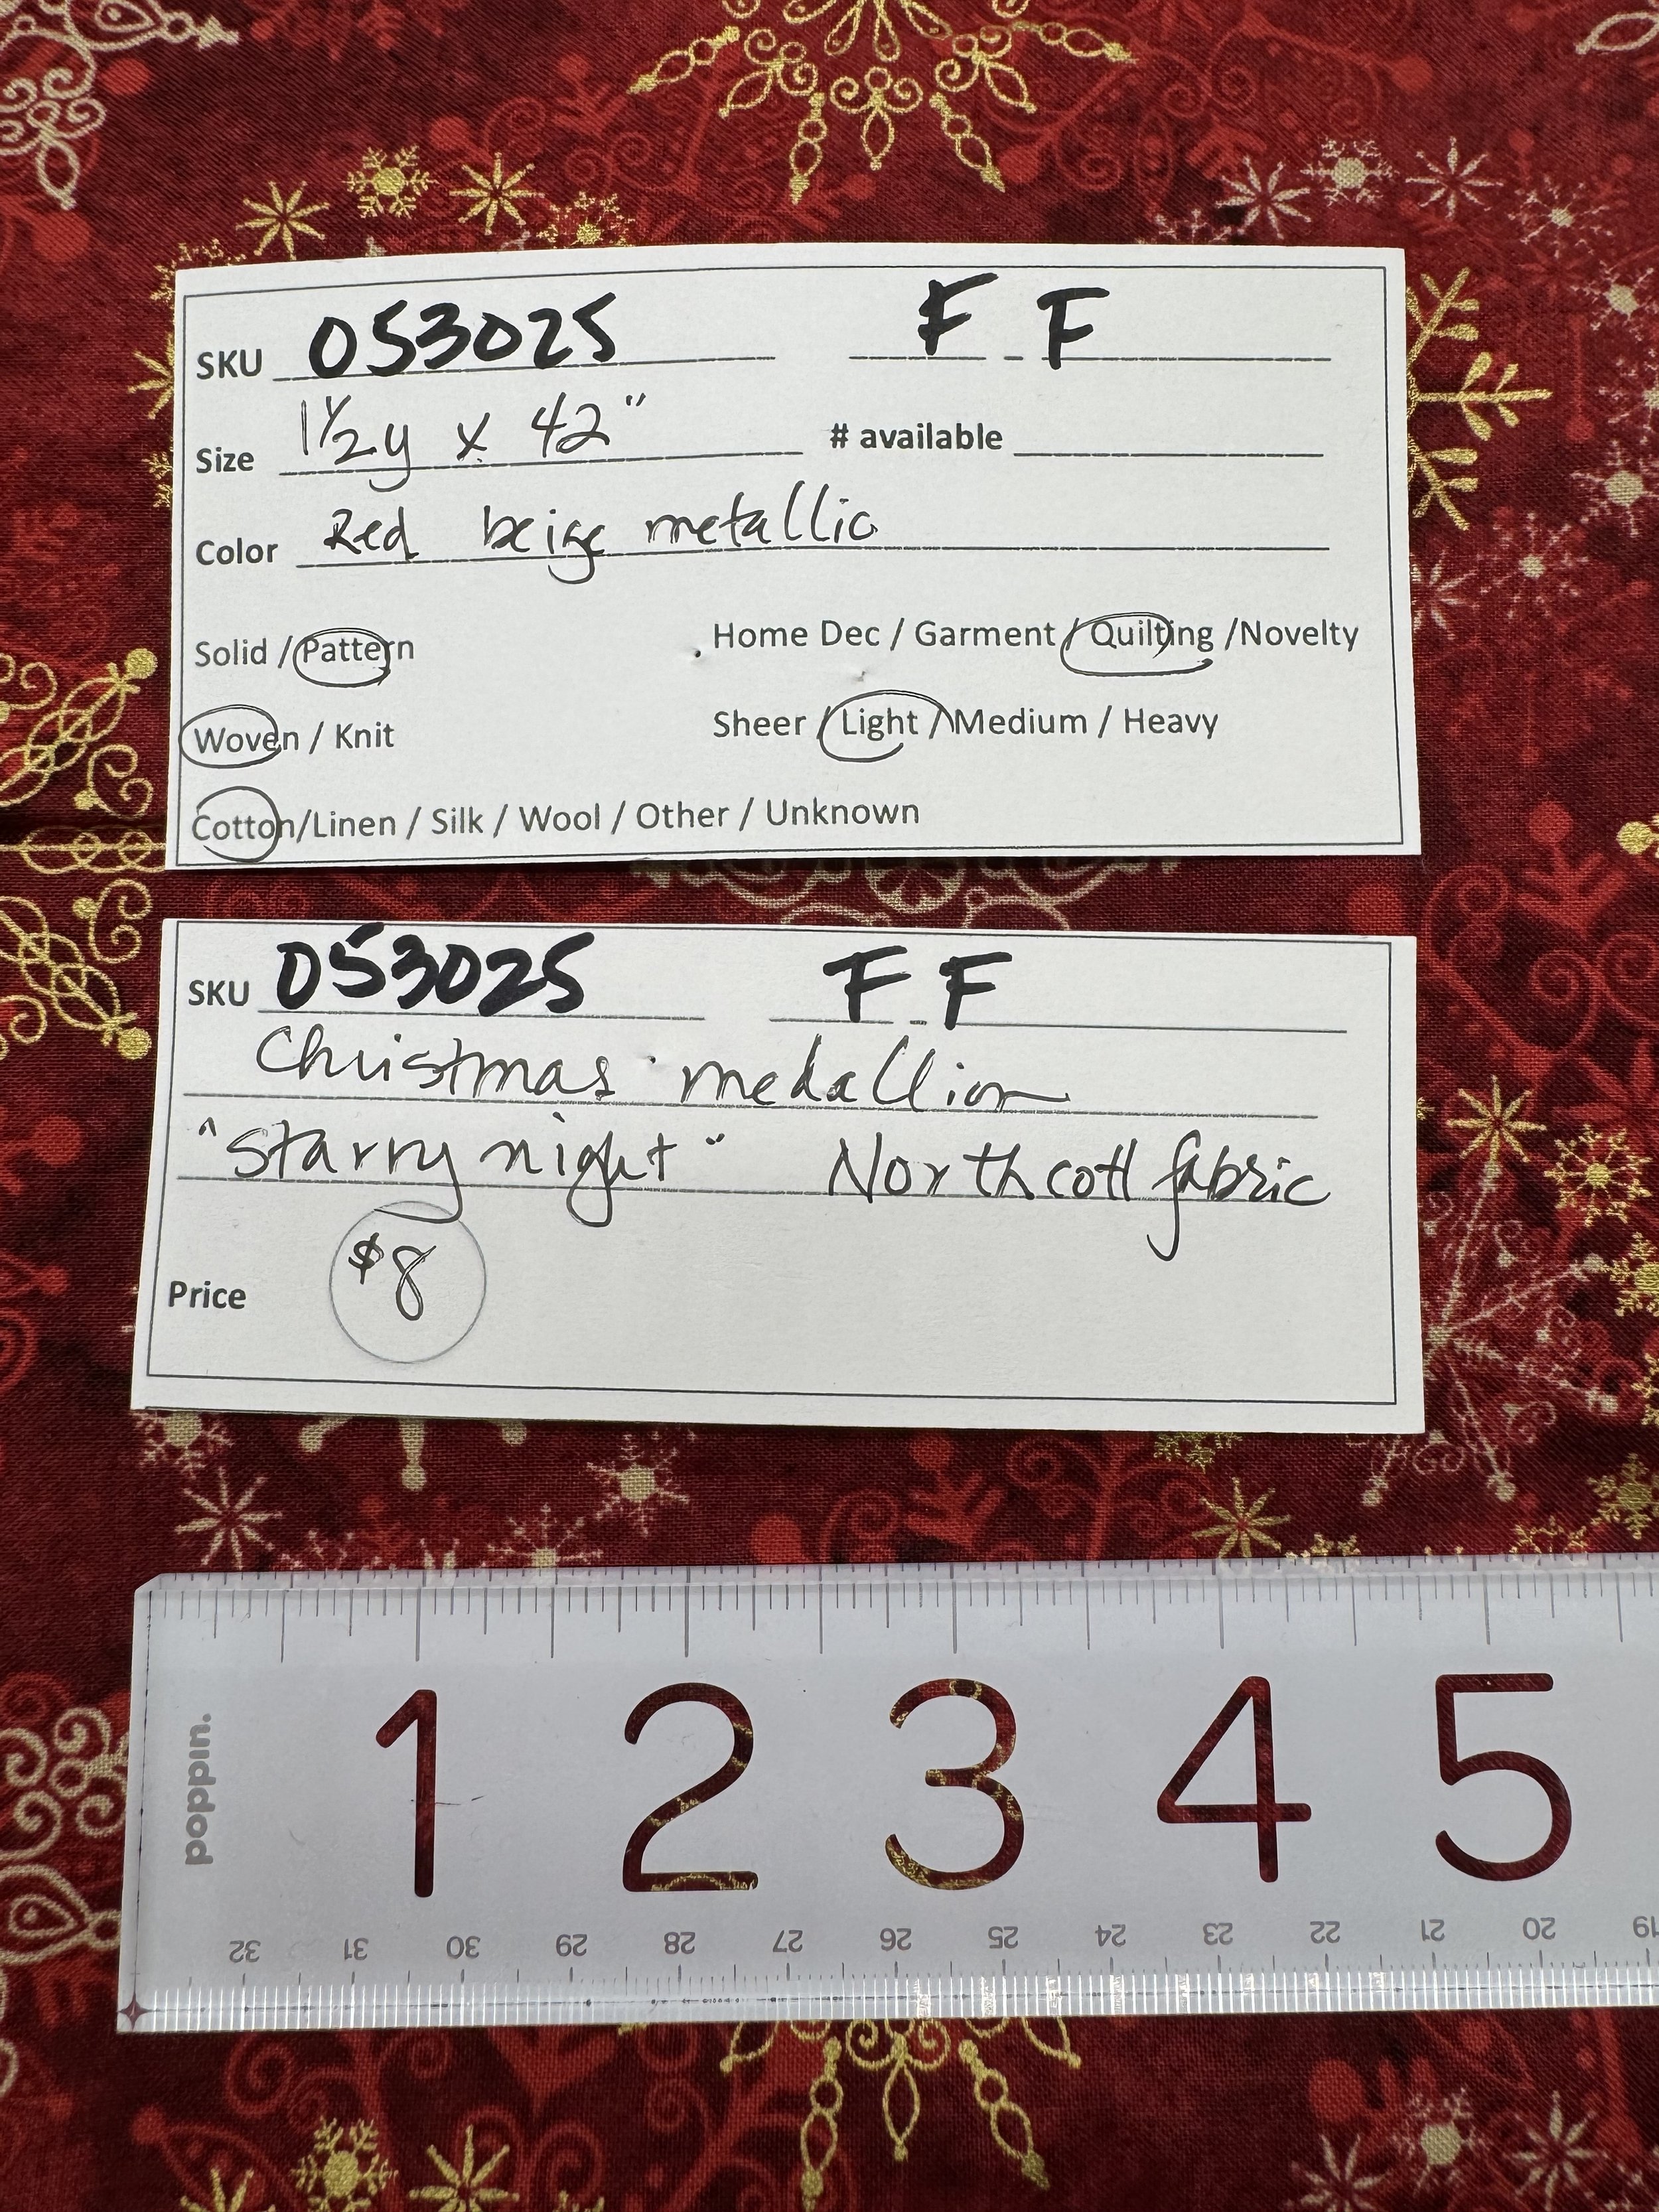 SKU 053025 F - F
Size 1 1/2 y x 42" # available
Color Red beige metallic
Solid / Pattern Home Dec / Garment / Quilting /Novelty
Woven / Knit Sheer / Light / Medium / Heavy
Cotton/Linen / Silk / Wool / Other / Unknown
SKU 053025 F - F
Christmas medallion
"Starry night" Northcott fabric
Price $8
poppin.
1 2 3 4 5
32 31 30 29 28 27 26 25 24 23 22 21 20 19